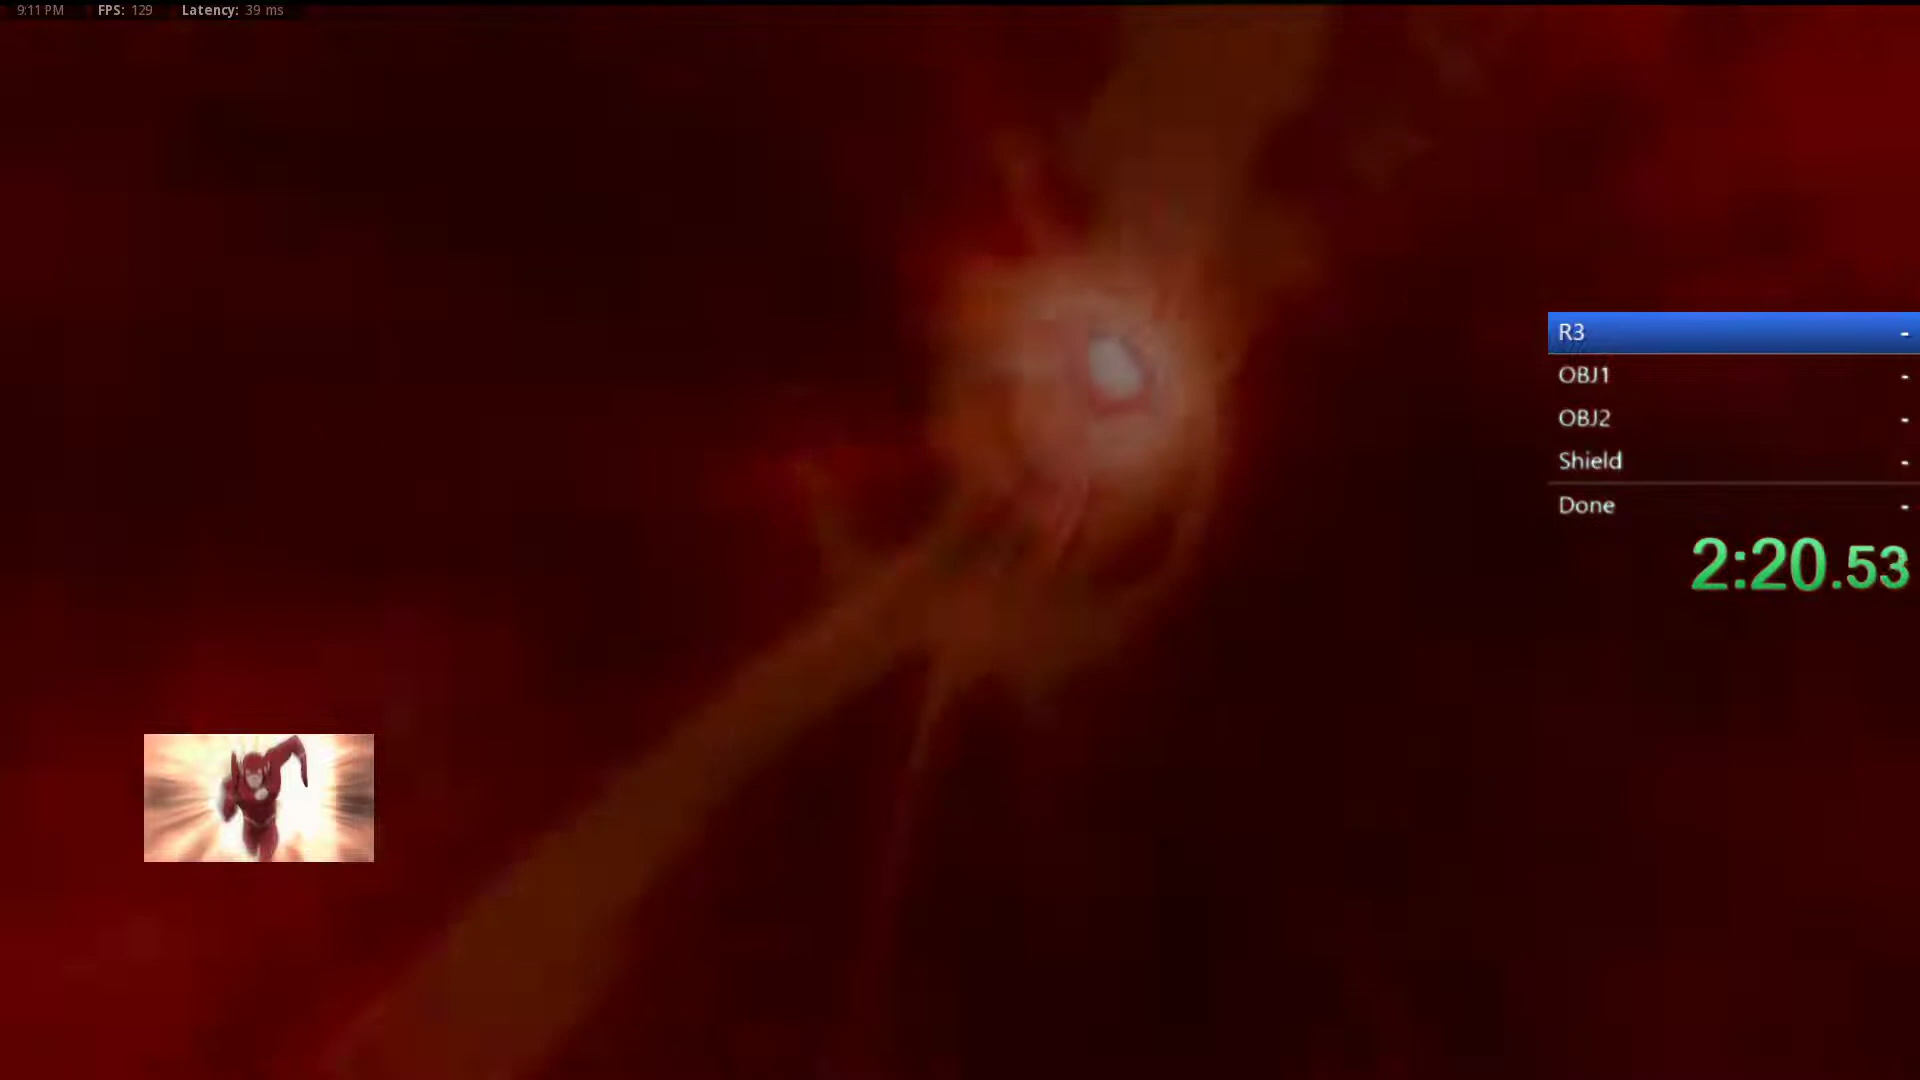 9:11 PM FPS: 129 Latency: 39 ms
R3 -
OBJ1 -
OBJ2 -
Shield -
Done -
2:20.53